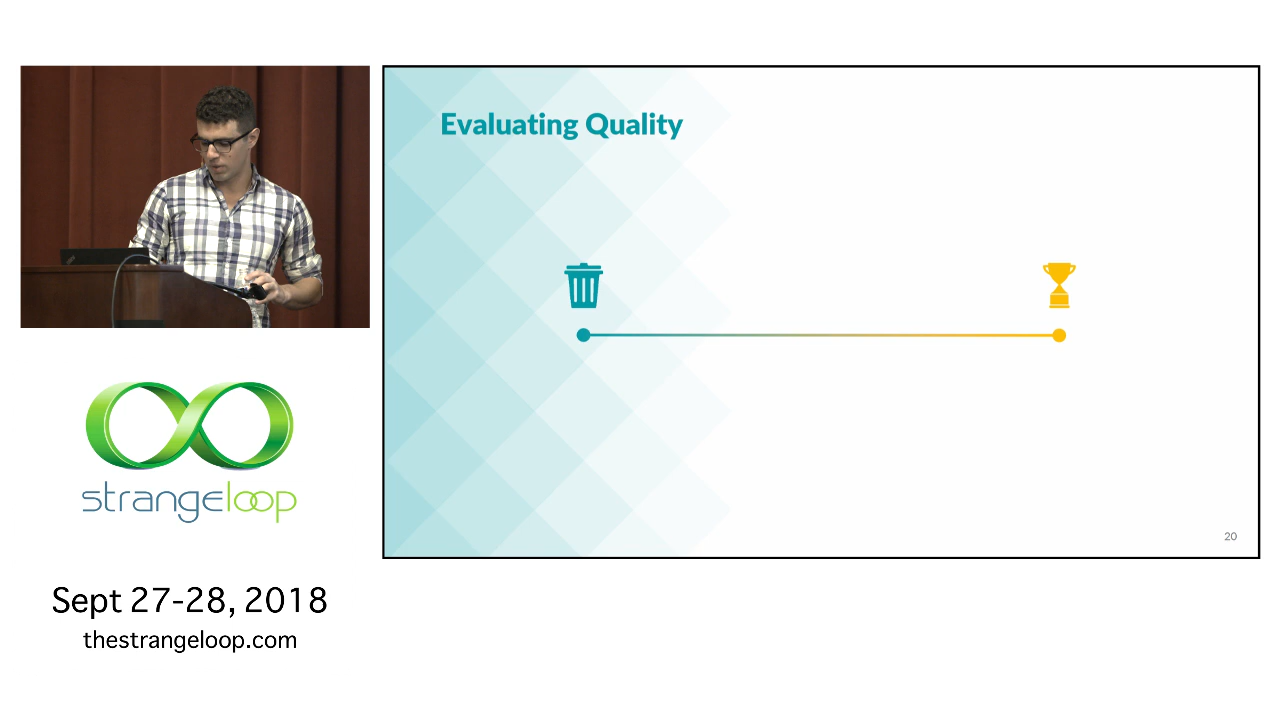 Evaluating Quality
20
strangeloop
Sept 27-28, 2018
thestrangeloop.com